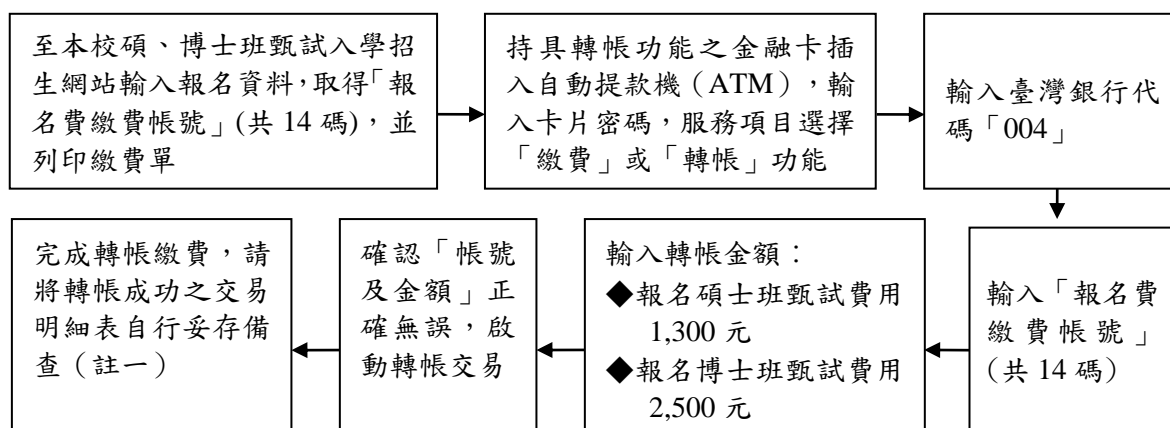 至本校碩、博士班甄試入學招
生網站輸入報名資料,取得「報
名費繳費帳號」(共 14 碼),並
列印繳費單
持具轉帳功能之金融卡插
入自動提款機(ATM),輸
入卡片密碼,服務項目選擇
「繳費」或「轉帳」功能
輸入臺灣銀行代
碼「004」
輸入「報名費
繳費帳號」
(共 14 碼)
輸入轉帳金額:
◆報名碩士班甄試費用
1,300 元
◆報名博士班甄試費用
2,500 元
確認「帳號
及金額」正
確無誤,啟
動轉帳交易
完成轉帳繳費,請
將轉帳成功之交易
明細表自行妥存備
查(註一)